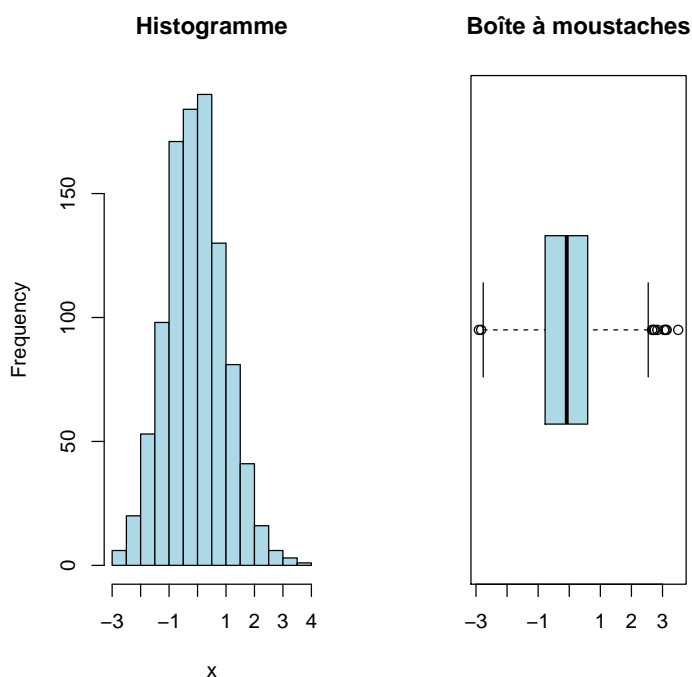 Histogramme
Frequency
150
100
50
0
−3 −1 1 2 3 4
x
Boîte à moustaches
−3 −1 1 2 3